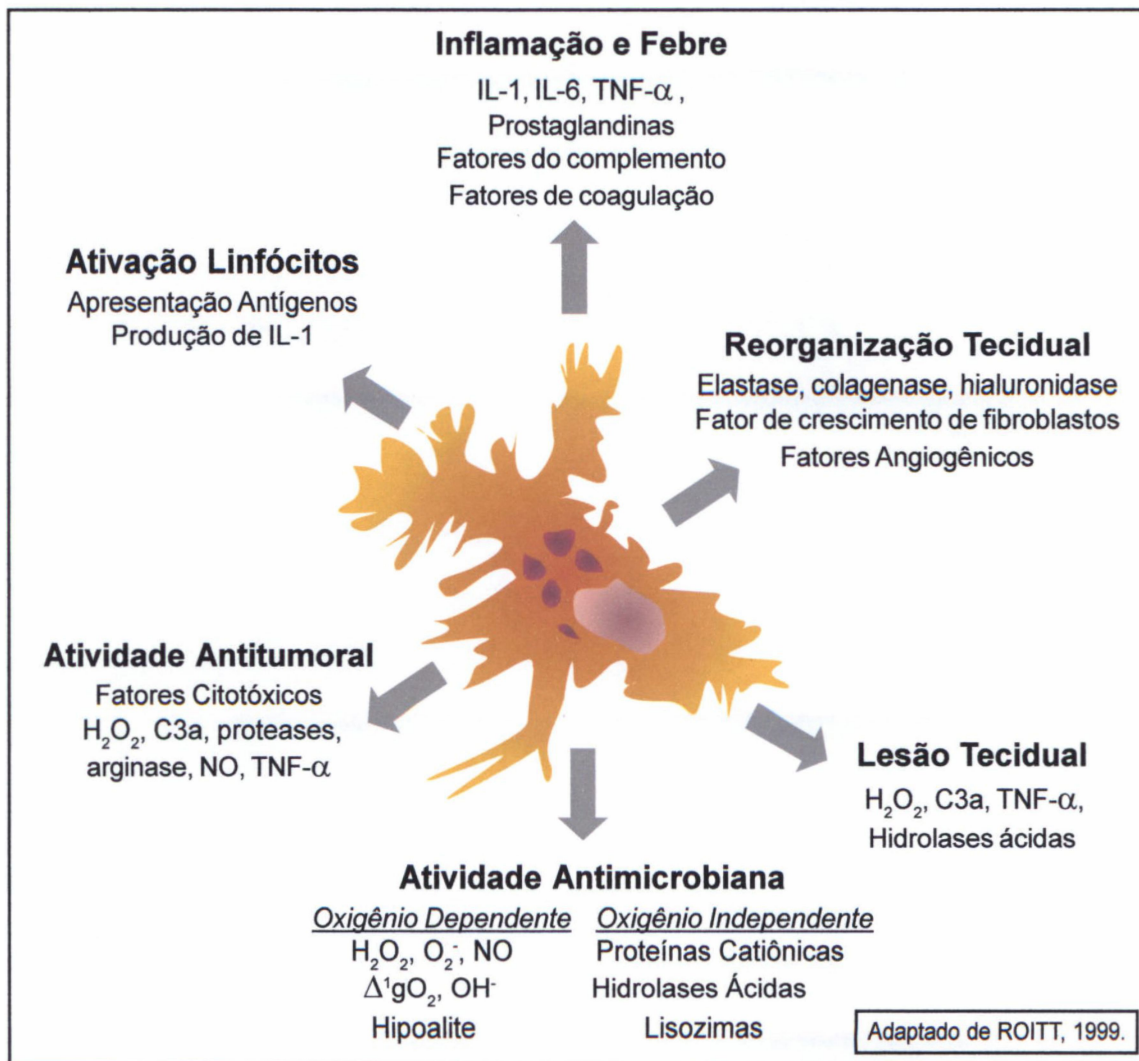 Inflamação e Febre
IL-1, IL-6, TNF-α ,
Prostaglandinas
Fatores do complemento
Fatores de coagulação
Ativação Linfócitos
Apresentação Antígenos
Produção de IL-1
Reorganização Tecidual
Elastase, colagenase, hialuronidase
Fator de crescimento de fibroblastos
Fatores Angiogênicos
Atividade Antitumoral
Fatores Citotóxicos
H₂O₂, C3a, proteases,
arginase, NO, TNF-α
Lesão Tecidual
H₂O₂, C3a, TNF-α,
Hidrolases ácidas
Atividade Antimicrobiana
Oxigênio Dependente Oxigênio Independente
H₂O₂, O₂⁻, NO Proteínas Catiônicas
Δ¹gO₂, OH⁻ Hidrolases Ácidas
Hipoalite Lisozimas
Adaptado de ROITT, 1999.